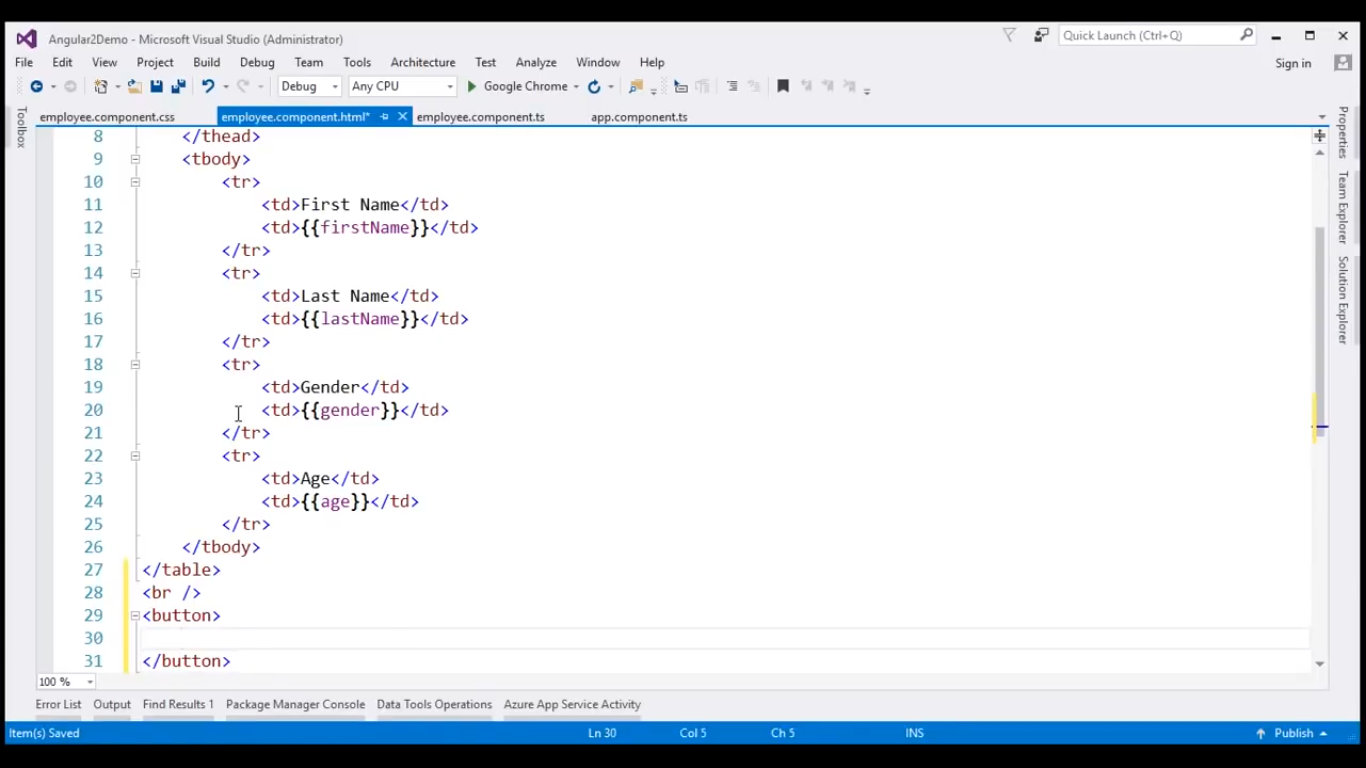 Angular2Demo - Microsoft Visual Studio (Administrator)
Quick Launch (Ctrl+Q)
File Edit View Project Build Debug Team Tools Architecture Test Analyze Window Help
Sign in
Debug Any CPU Google Chrome
employee.component.css employee.component.html* employee.component.ts app.component.ts
Toolbox
Properties
Team Explorer
Solution Explorer
8 </thead>
9 <tbody>
10 <tr>
11 <td>First Name</td>
12 <td>{{firstName}}</td>
13 </tr>
14 <tr>
15 <td>Last Name</td>
16 <td>{{lastName}}</td>
17 </tr>
18 <tr>
19 <td>Gender</td>
20 <td>{{gender}}</td>
21 </tr>
22 <tr>
23 <td>Age</td>
24 <td>{{age}}</td>
25 </tr>
26 </tbody>
27 </table>
28 <br />
29 <button>
30
31 </button>
100 %
Error List Output Find Results 1 Package Manager Console Data Tools Operations Azure App Service Activity
Item(s) Saved Ln 30 Col 5 Ch 5 INS Publish